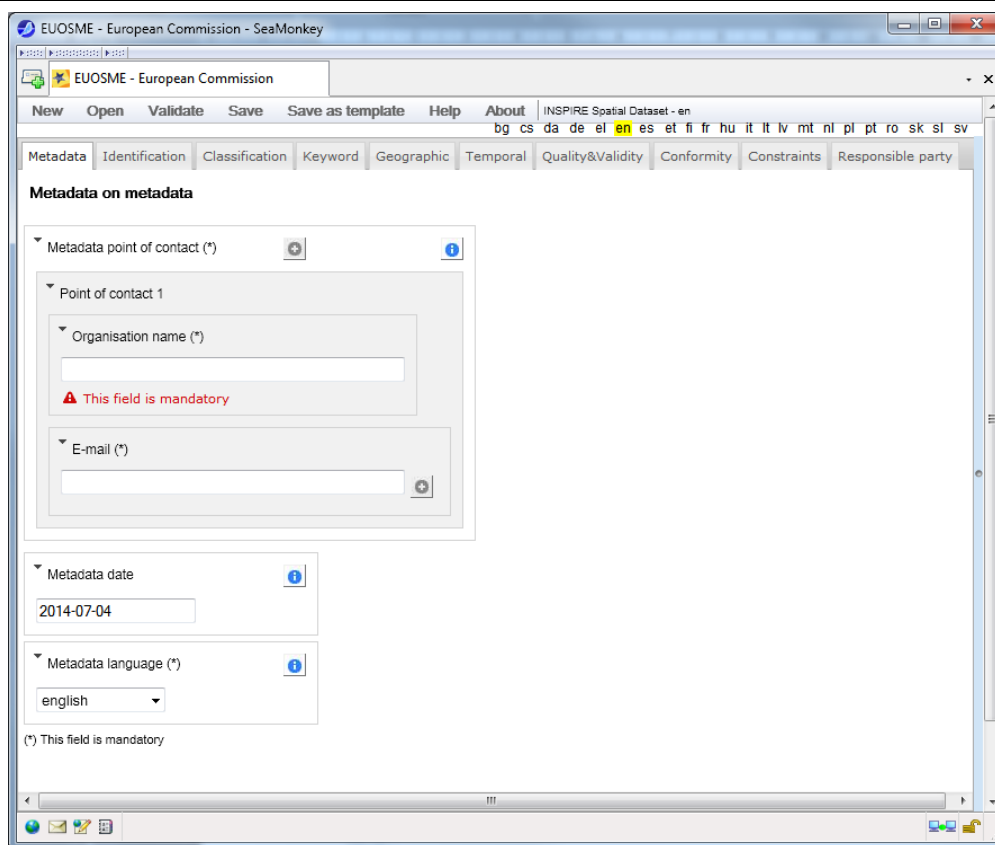 EUOSME - European Commission - SeaMonkey
EUOSME - European Commission
New Open Validate Save Save as template Help About INSPIRE Spatial Dataset - en
bg cs da de el en es et fi fr hu it lt lv mt nl pl pt ro sk sl sv
Metadata Identification Classification Keyword Geographic Temporal Quality&Validity Conformity Constraints Responsible party
Metadata on metadata
Metadata point of contact (*)
Point of contact 1
Organisation name (*)
This field is mandatory
E-mail (*)
Metadata date
2014-07-04
Metadata language (*)
english
(*) This field is mandatory